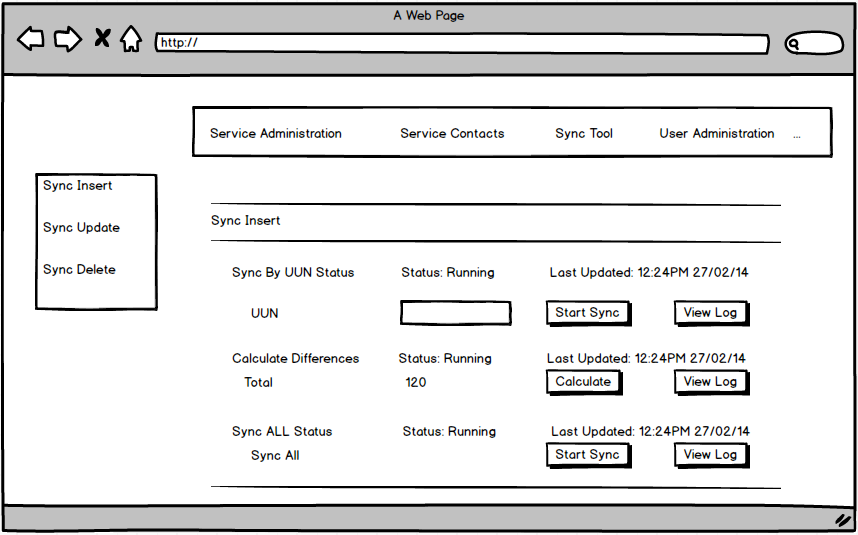 A Web Page
http://
Service Administration Service Contacts Sync Tool User Administration ...
Sync Insert
Sync Update
Sync Delete
Sync Insert
Sync By UUN Status Status: Running Last Updated: 12:24PM 27/02/14
UUN Start Sync View Log
Calculate Differences Status: Running Last Updated: 12:24PM 27/02/14
Total 120 Calculate View Log
Sync ALL Status Status: Running Last Updated: 12:24PM 27/02/14
Sync All Start Sync View Log